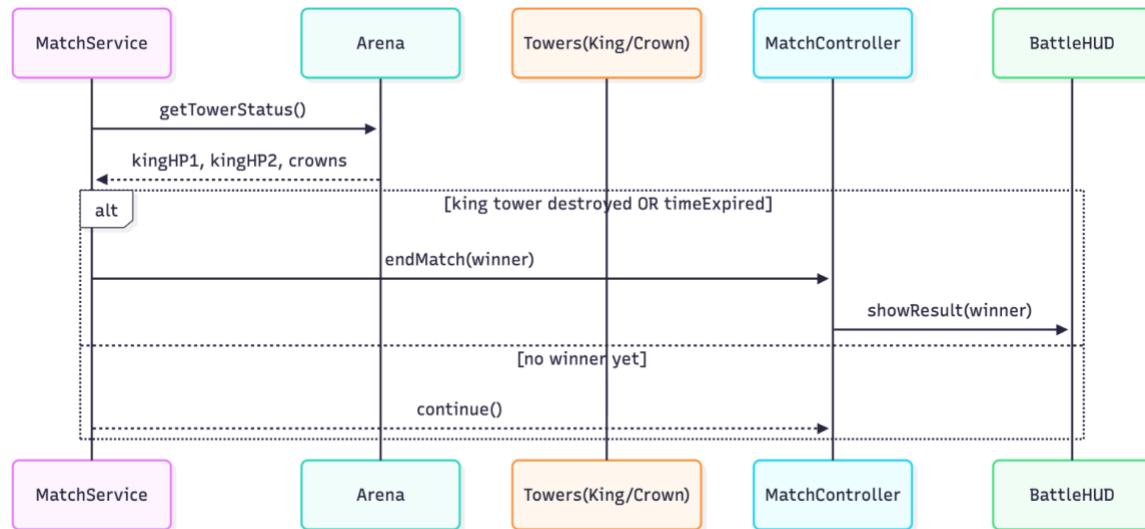 MatchService
Arena
Towers(King/Crown)
MatchController
BattleHUD
getTowerStatus()
kingHP1, kingHP2, crowns
alt
[king tower destroyed OR timeExpired]
endMatch(winner)
showResult(winner)
[no winner yet]
continue()
MatchService
Arena
Towers(King/Crown)
MatchController
BattleHUD